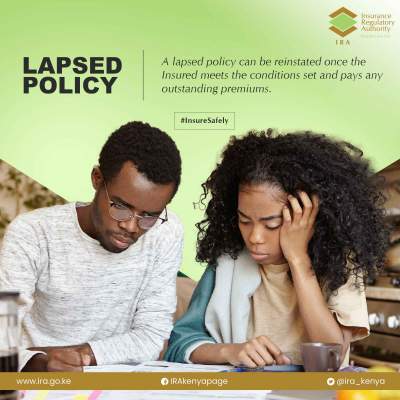 Insurance
Regulatory
Authority
IRA
LAPSED
POLICY
A lapsed policy can be reinstated once the
Insured meets the conditions set and pays any
outstanding premiums.
#InsureSafely
www.ira.go.ke
IRAkenyapage
@ira_kenya